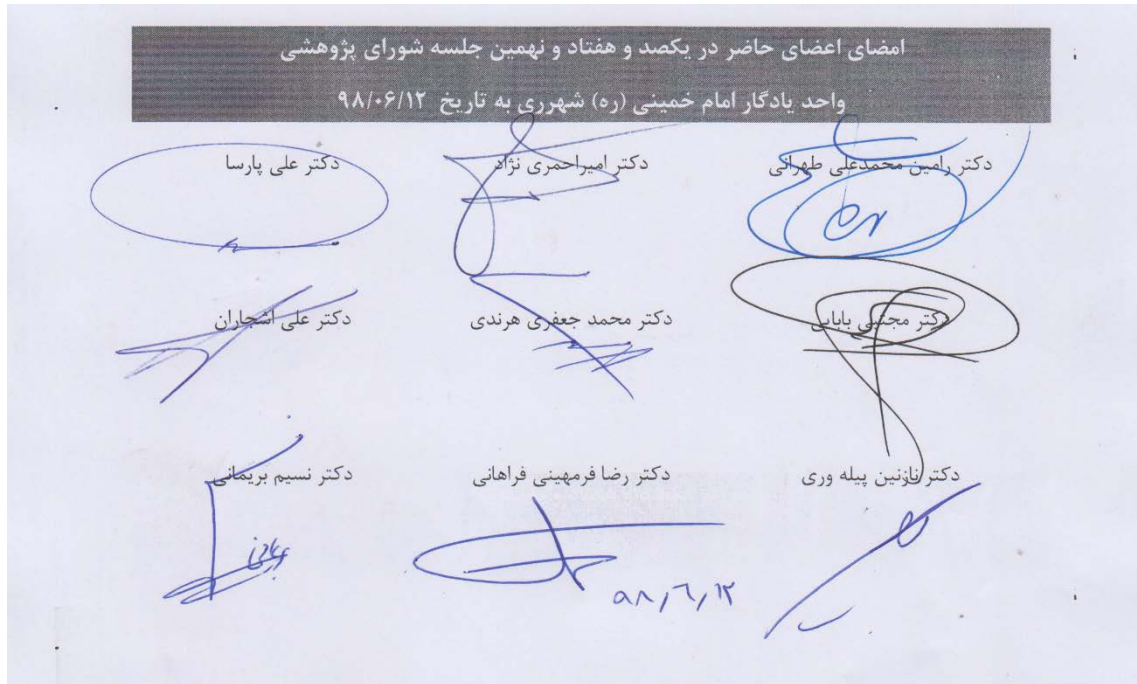 امضای اعضای حاضر در یکصد و هفتاد و نهمین جلسه شورای پژوهشی
واحد یادگار امام خمینی (ره) شهرری به تاریخ ۹۸/۰۶/۱۲
دکتر رامین محمدعلی طهرانی دکتر امیراحمری نژاد دکتر علی پارسا
دکتر مجتبی بابایی دکتر محمد جعفری هرندی دکتر علی اشجاران
دکتر نازنین پیله وری دکتر رضا فرمهینی فراهانی دکتر نسیم بریمانی
۹۸/۶/۱۲